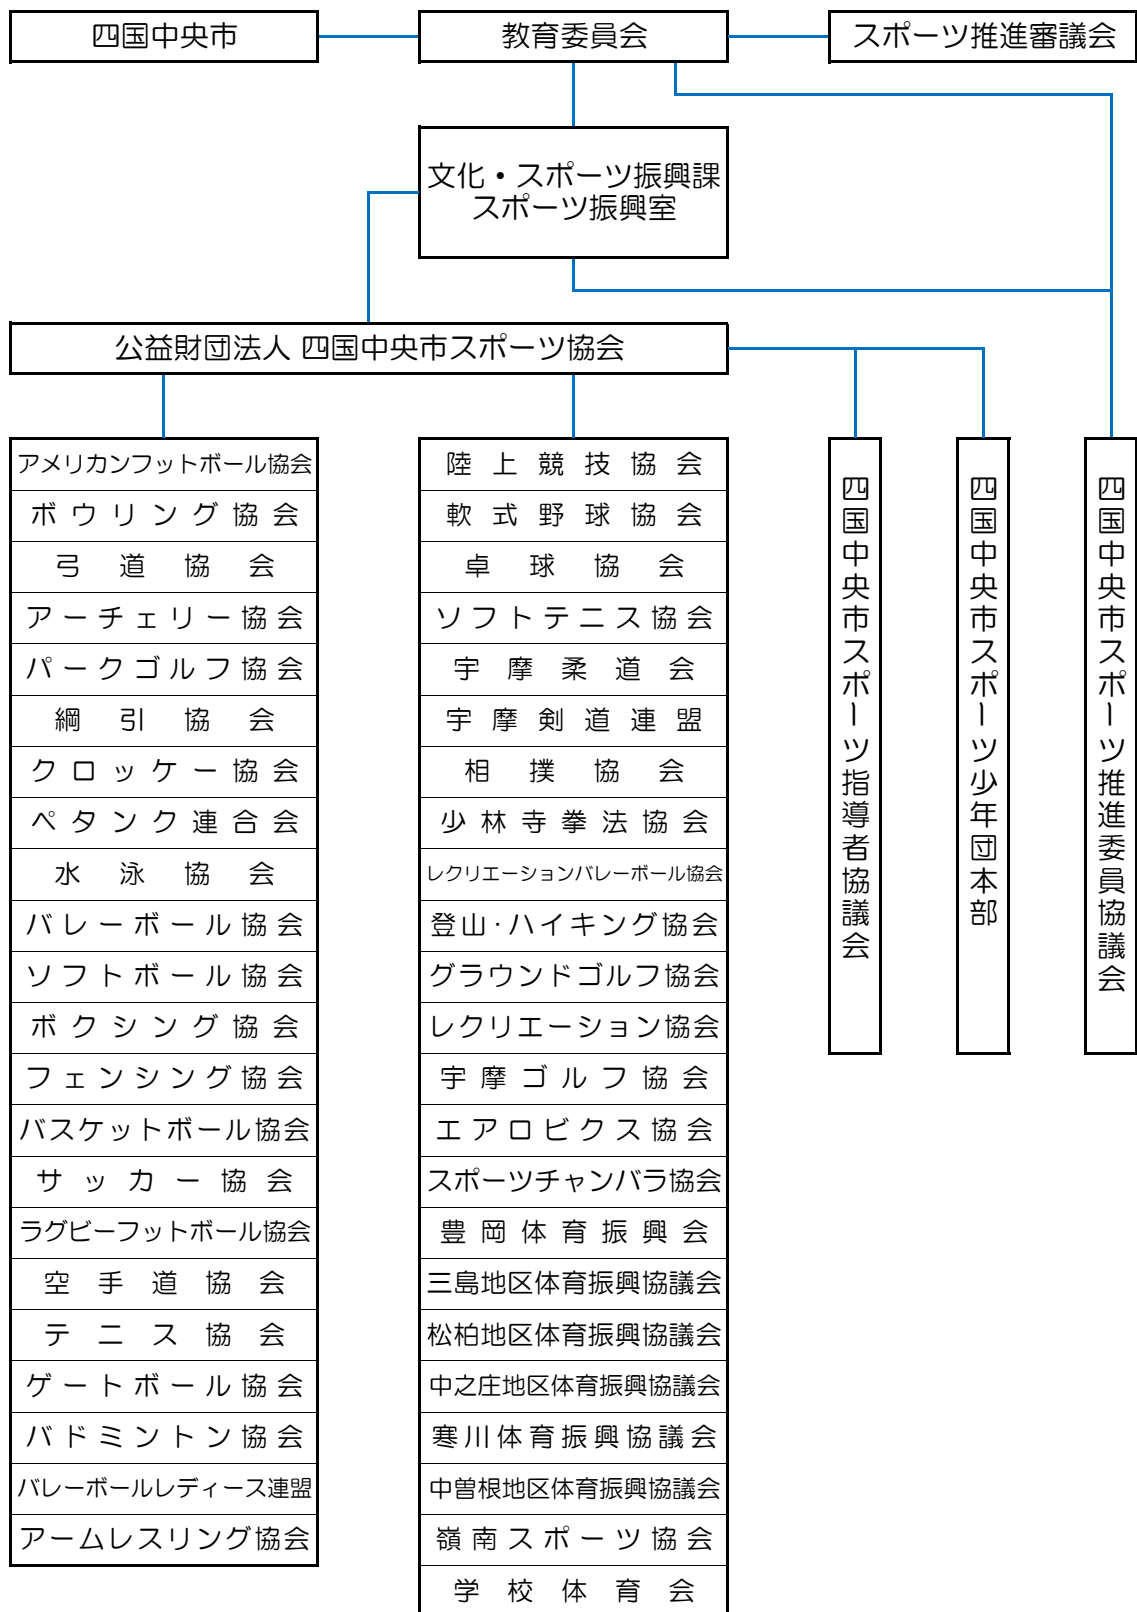 四国中央市
教育委員会
スポーツ推進審議会
文化・スポーツ振興課
スポーツ振興室
公益財団法人 四国中央市スポーツ協会
アメリカンフットボール協会
ボウリング協会
弓道協会
アーチェリー協会
パークゴルフ協会
綱引協会
クロッケー協会
ペタンク連合会
水泳協会
バレーボール協会
ソフトボール協会
ボクシング協会
フェンシング協会
バスケットボール協会
サッカー協会
ラグビーフットボール協会
空手道協会
テニス協会
ゲートボール協会
バドミントン協会
バレーボールレディース連盟
アームレスリング協会
陸上競技協会
軟式野球協会
卓球協会
ソフトテニス協会
宇摩柔道会
宇摩剣道連盟
相撲協会
少林寺拳法協会
レクリエーションバレーボール協会
登山・ハイキング協会
グラウンドゴルフ協会
レクリエーション協会
宇摩ゴルフ協会
エアロビクス協会
スポーツチャンバラ協会
豊岡体育振興会
三島地区体育振興協議会
松柏地区体育振興協議会
中之庄地区体育振興協議会
寒川体育振興協議会
中曽根地区体育振興協議会
嶺南スポーツ協会
学校体育会
四国中央市スポーツ指導者協議会
四国中央市スポーツ少年団本部
四国中央市スポーツ推進委員協議会